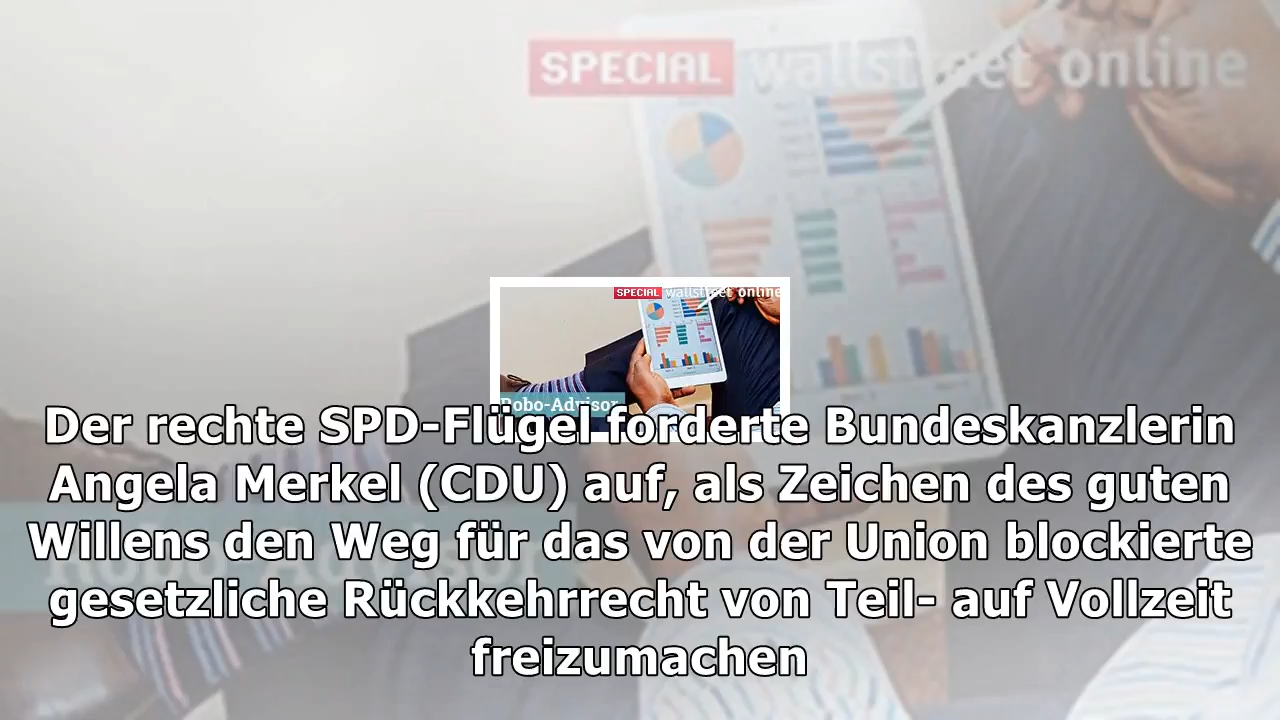 SPECIAL wallstreet online
SPECIAL wallstreet online
Robo-Advisor
Der rechte SPD-Flügel forderte Bundeskanzlerin
Angela Merkel (CDU) auf, als Zeichen des guten
Willens den Weg für das von der Union blockierte
gesetzliche Rückkehrrecht von Teil- auf Vollzeit
freizumachen
Robo-Advisor